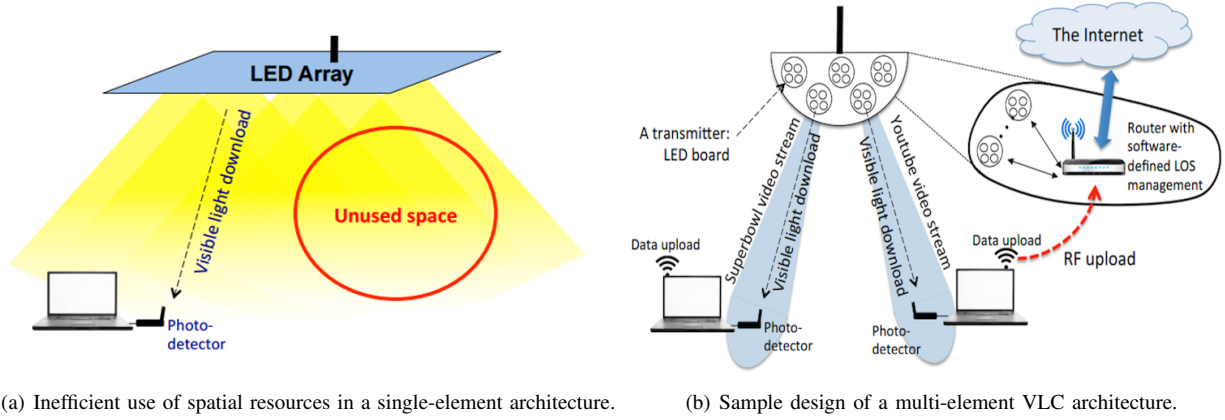 LED Array
Visible light download
Unused space
Photo-
detector
(a) Inefficient use of spatial resources in a single-element architecture.
The Internet
A transmitter:
LED board
Superbowl video stream
Visible light download
Visible light download
Youtube video stream
Router with
software-
defined LOS
management
Data upload
Data upload
RF upload
Photo-
detector
Photo-
detector
(b) Sample design of a multi-element VLC architecture.